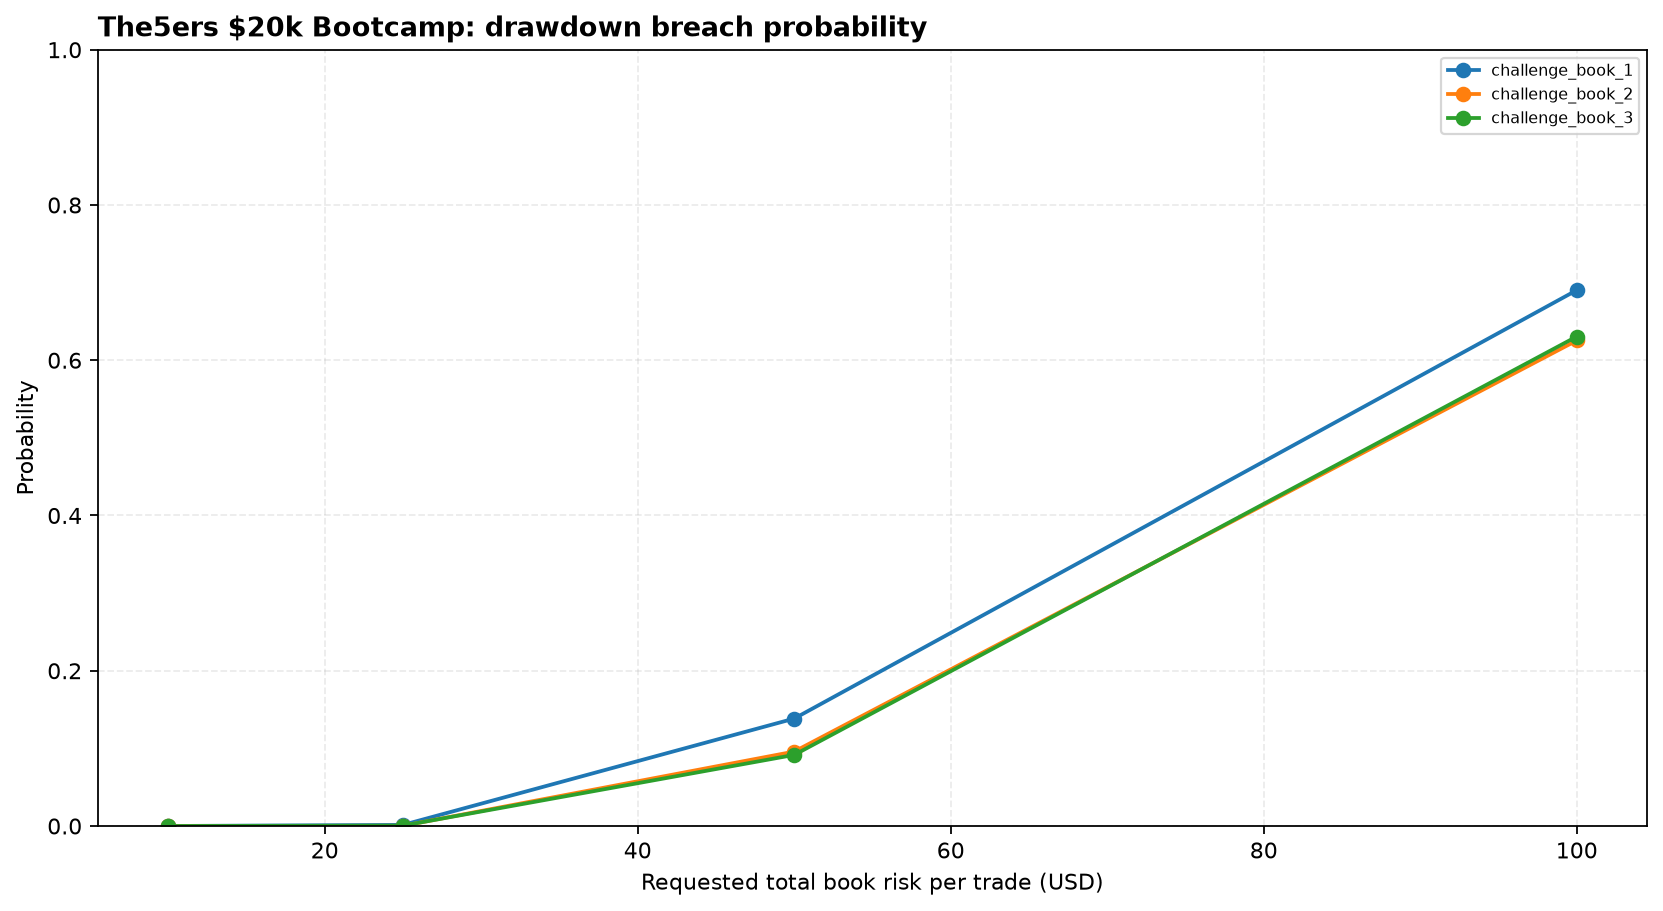 The5ers $20k Bootcamp: drawdown breach probability
1.0
0.8
0.6
0.4
0.2
0.0
Probability
challenge_book_1
challenge_book_2
challenge_book_3
20 40 60 80 100
Requested total book risk per trade (USD)